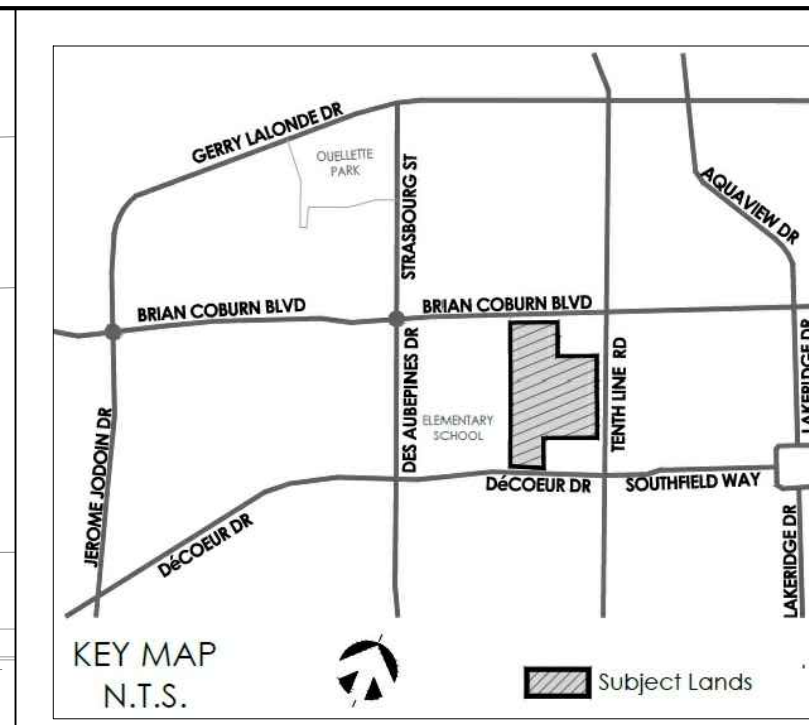 GERRY LALONDE DR
OUELLETTE
PARK
STRASBOURG ST
AQUAVIEW DR
BRIAN COBURN BLVD
BRIAN COBURN BLVD
LAKERIDGE DR
JEROME JODOIN DR
DES AUBEPINES DR
ELEMENTARY
SCHOOL
TENTH LINE RD
DéCOEUR DR
SOUTHFIELD WAY
DéCOEUR DR
LAKERIDGE DR
KEY MAP
N.T.S.
Subject Lands